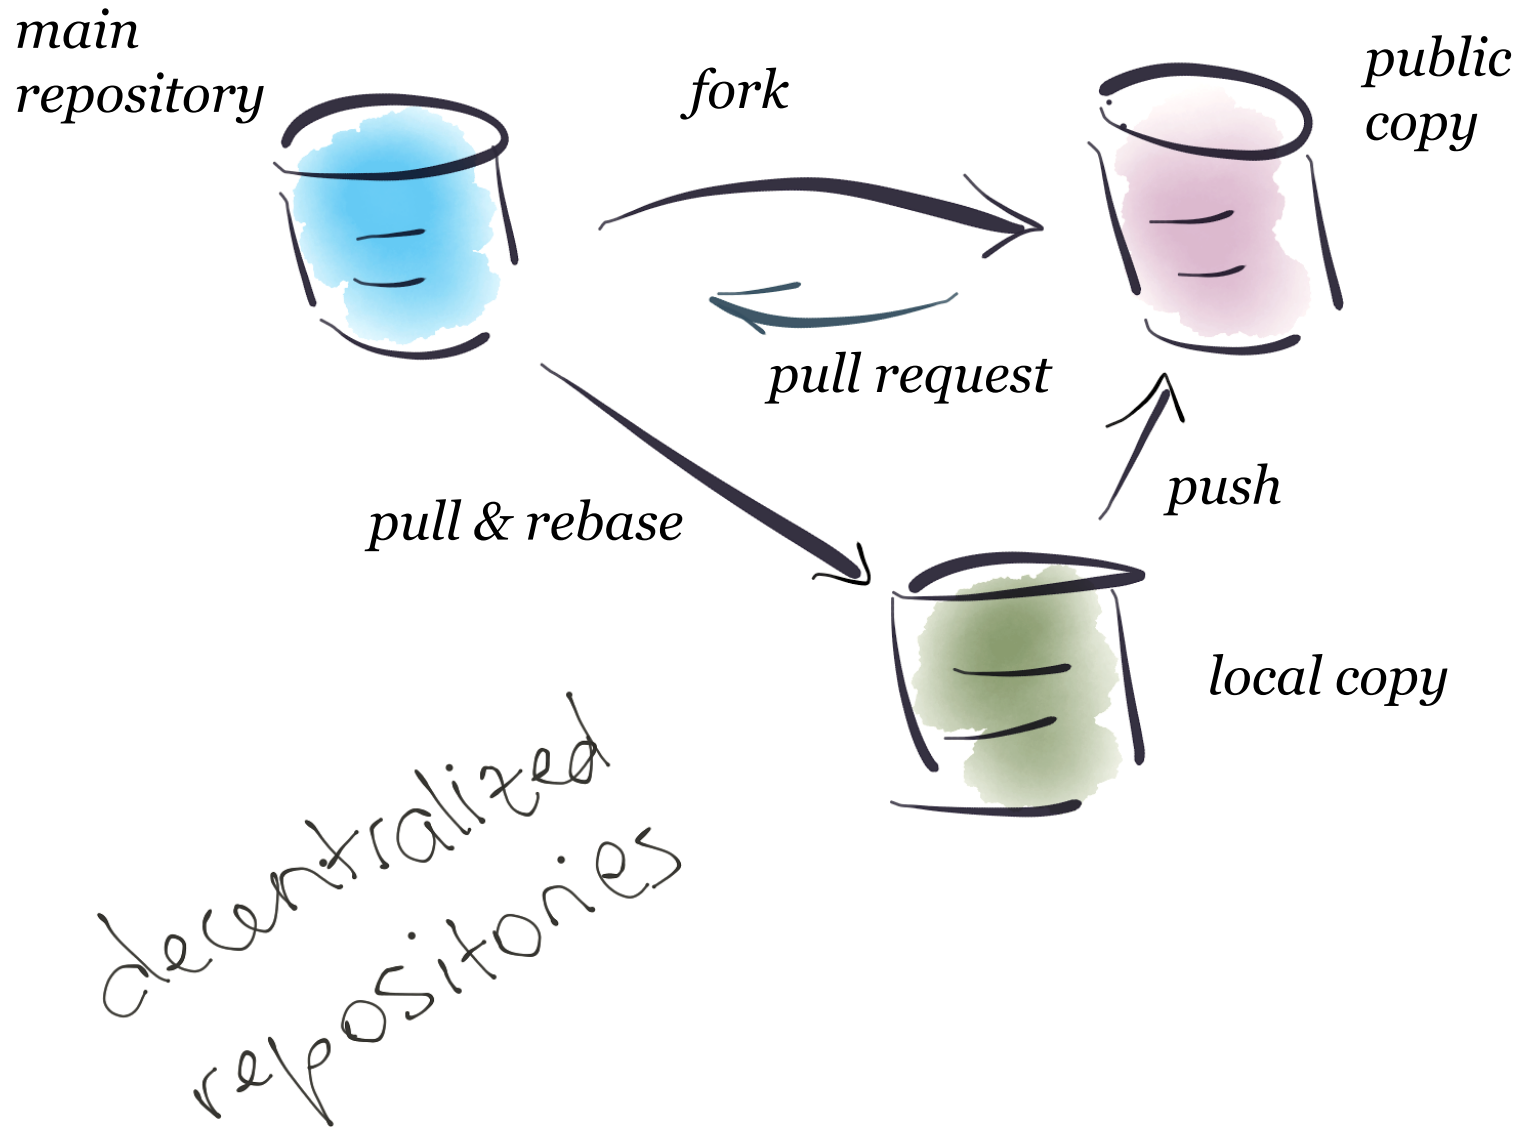 main
repository
fork
public
copy
pull request
pull & rebase
push
local copy
decentralized
repositories